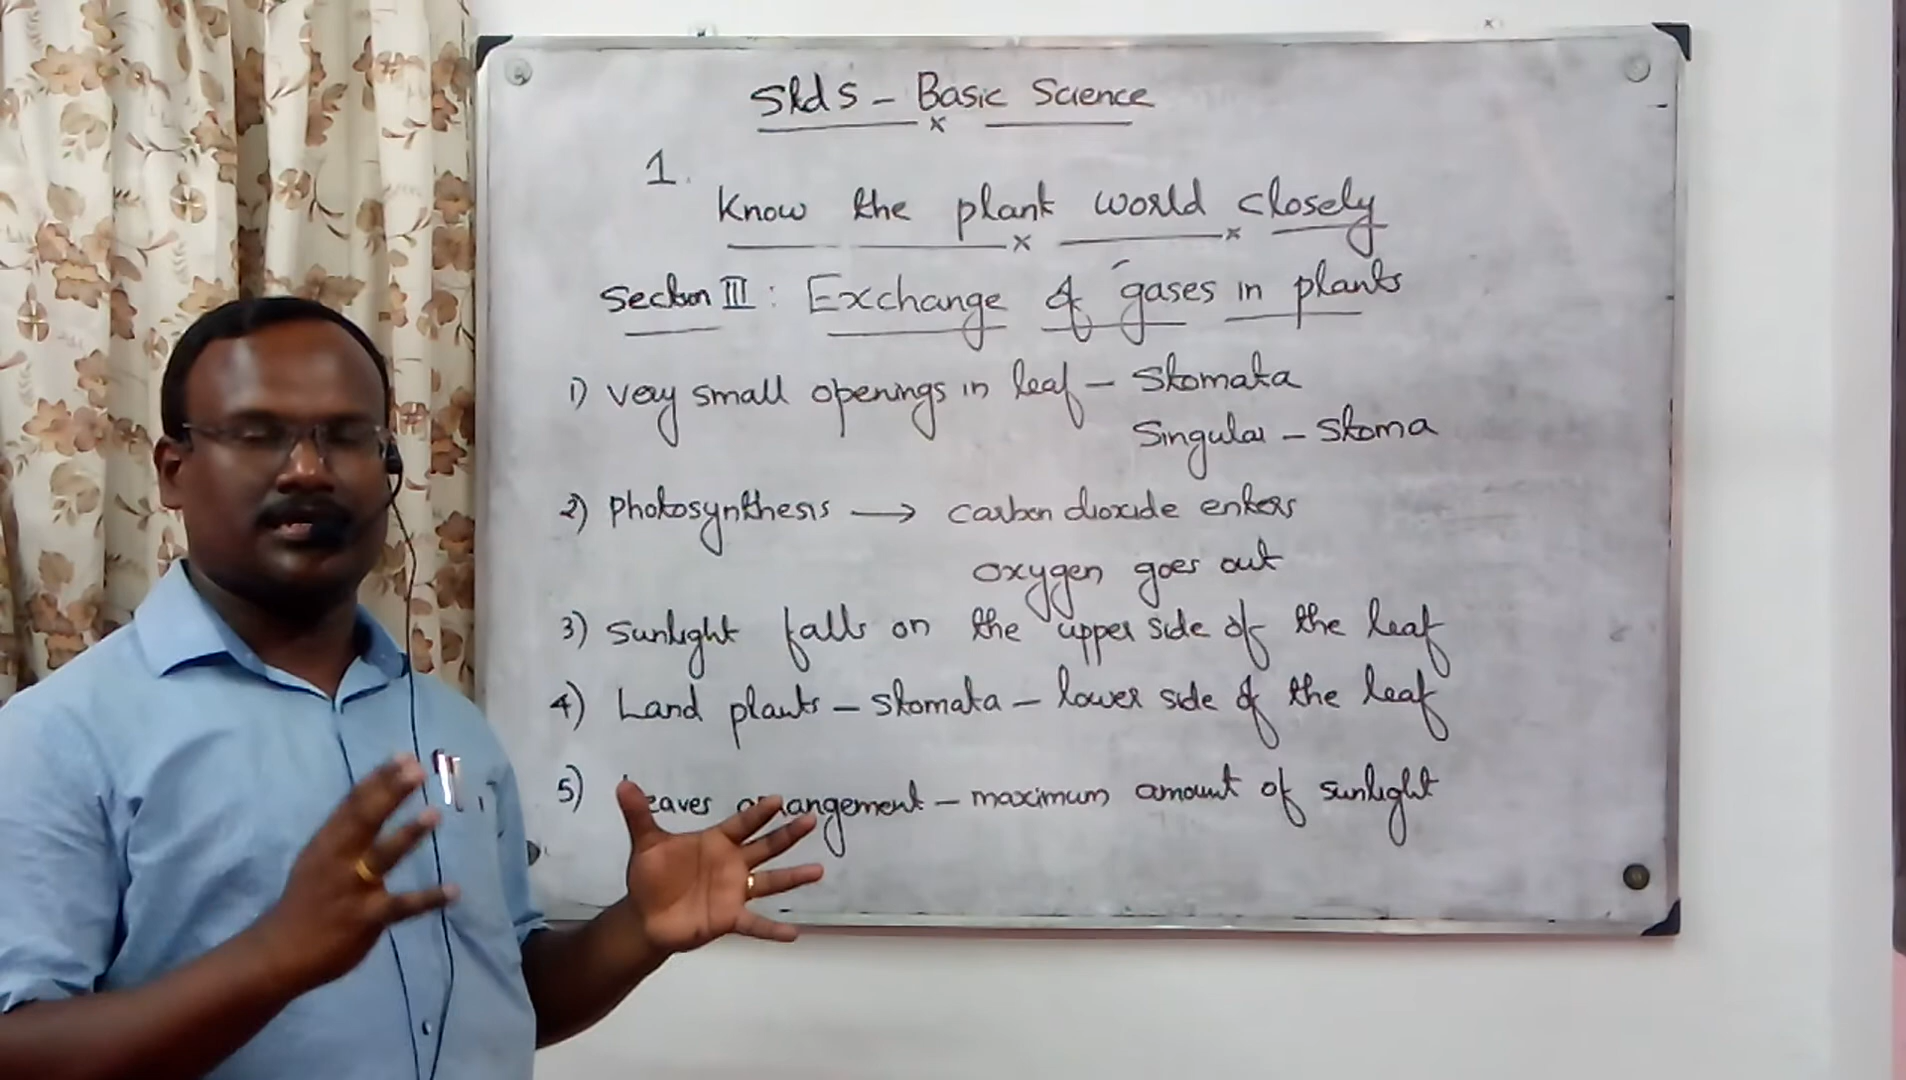 Std 5 - Basic Science
1.
Know the plant world closely
Section III : Exchange of gases in plants
1) very small openings in leaf - Stomata
Singular - Stoma
2) photosynthesis → carbon dioxide enters
oxygen goes out
3) Sunlight falls on the upper side of the leaf
4) Land plants - stomata - lower side of the leaf
5) Leaves arrangement - maximum amount of sunlight